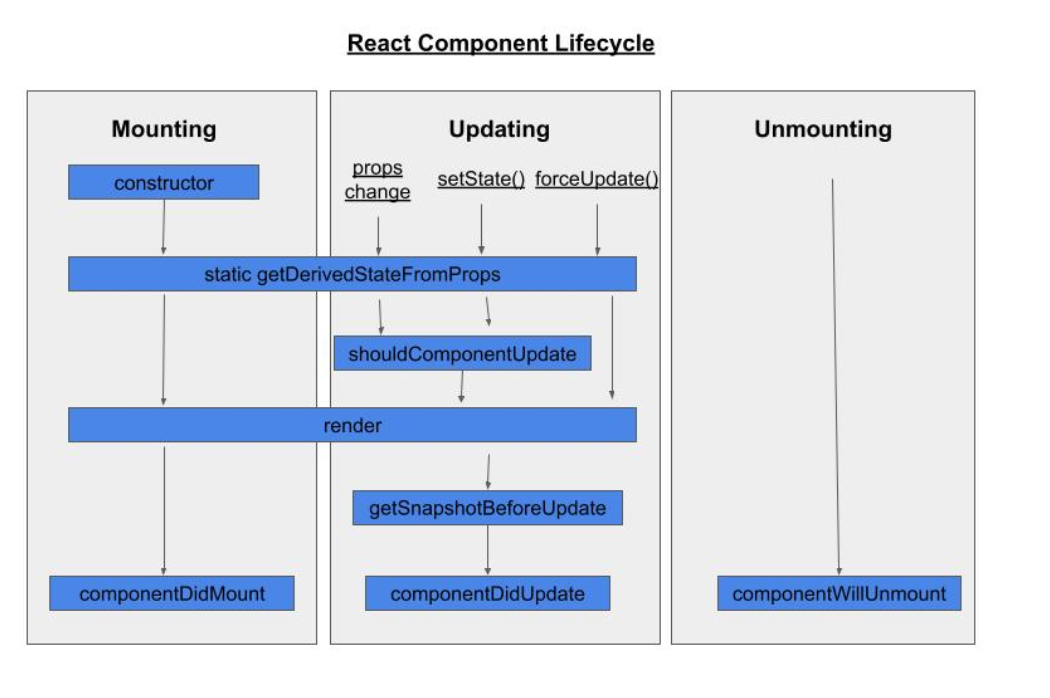 React Component Lifecycle
Mounting
Updating
Unmounting
constructor
props
change
setState()
forceUpdate()
static getDerivedStateFromProps
shouldComponentUpdate
render
getSnapshotBeforeUpdate
componentDidMount
componentDidUpdate
componentWillUnmount